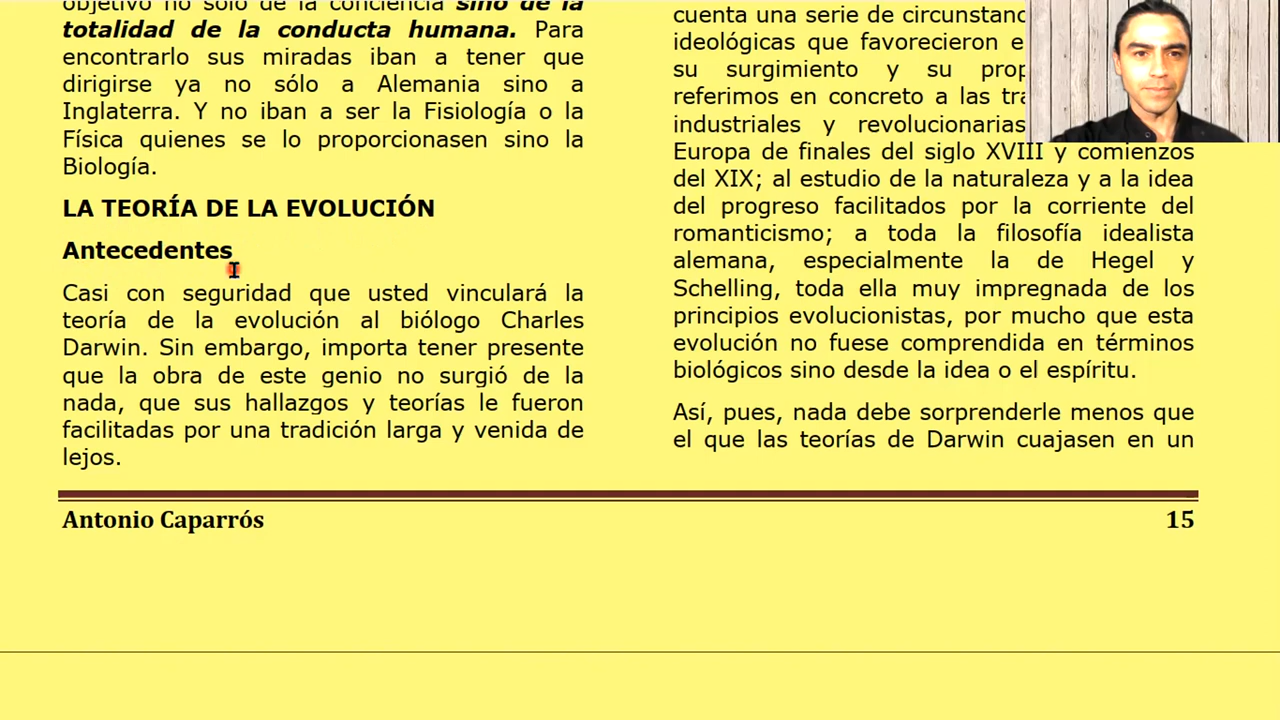 objetivo no sólo de la conciencia sino de la
totalidad de la conducta humana. Para
encontrarlo sus miradas iban a tener que
dirigirse ya no sólo a Alemania sino a
Inglaterra. Y no iban a ser la Fisiología o la
Física quienes se lo proporcionasen sino la
Biología.
LA TEORÍA DE LA EVOLUCIÓN
Antecedentes
Casi con seguridad que usted vinculará la
teoría de la evolución al biólogo Charles
Darwin. Sin embargo, importa tener presente
que la obra de este genio no surgió de la
nada, que sus hallazgos y teorías le fueron
facilitadas por una tradición larga y venida de
lejos.
cuenta una serie de
ideológicas que favorecieron
su surgimiento y su
referimos en concreto a las
industriales y revolucionarias
Europa de finales del siglo XVIII y comienzos
del XIX; al estudio de la naturaleza y a la idea
del progreso facilitados por la corriente del
romanticismo; a toda la filosofía idealista
alemana, especialmente la de Hegel y
Schelling, toda ella muy impregnada de los
principios evolucionistas, por mucho que esta
evolución no fuese comprendida en términos
biológicos sino desde la idea o el espíritu.
Así, pues, nada debe sorprenderle menos que
el que las teorías de Darwin cuajasen en un
Antonio Caparrós
15